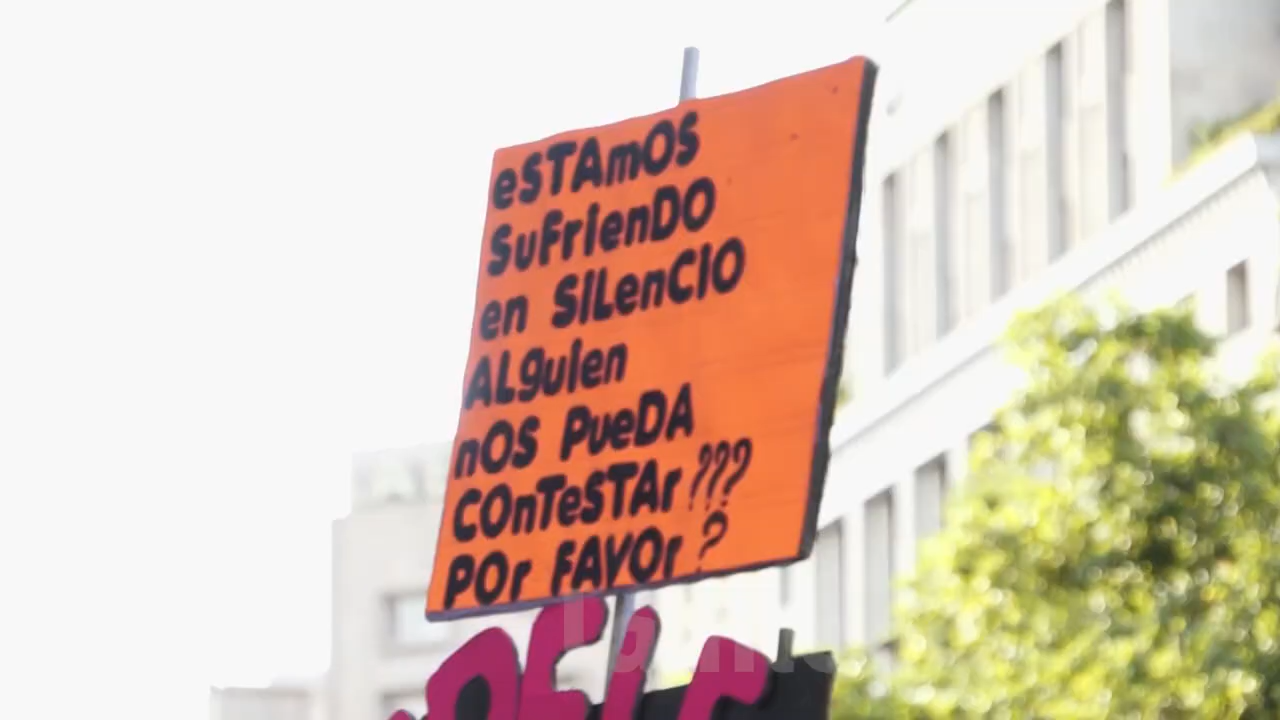 eSTAmOS
SuFrIenDO
en SILenCIO
ALguIen
nOS PueDA
COnTeSTAr ???
POr FAVOr ?